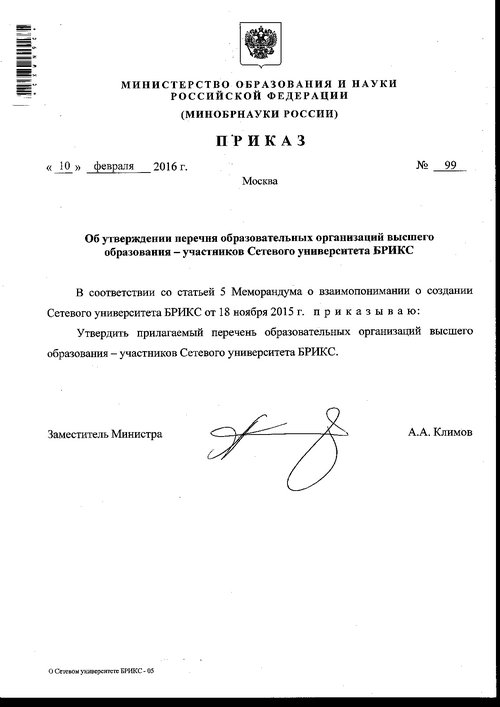 МИНИСТЕРСТВО ОБРАЗОВАНИЯ И НАУКИ
РОССИЙСКОЙ ФЕДЕРАЦИИ
(МИНОБРНАУКИ РОССИИ)
ПРИКАЗ
« 10 » февраля 2016 г. № 99
Москва
Об утверждении перечня образовательных организаций высшего
образования – участников Сетевого университета БРИКС
В соответствии со статьей 5 Меморандума о взаимопонимании о создании
Сетевого университета БРИКС от 18 ноября 2015 г. приказываю:
Утвердить прилагаемый перечень образовательных организаций высшего
образования – участников Сетевого университета БРИКС.
Заместитель Министра А.А. Климов
О Сетевом университете БРИКС - 05